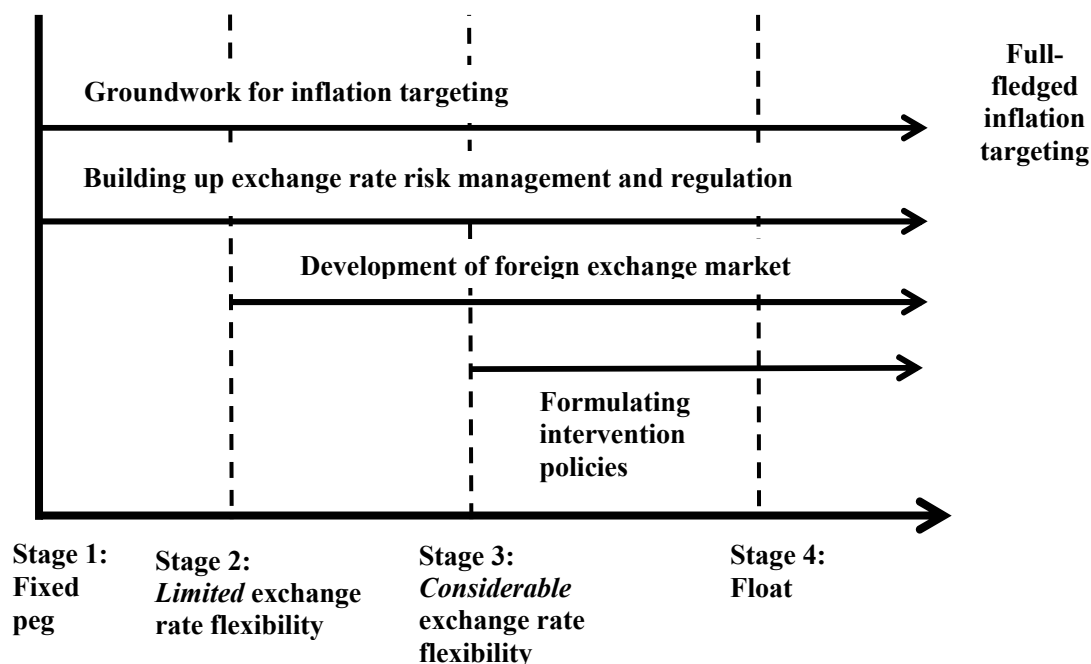 Groundwork for inflation targeting
Full-
fledged
inflation
targeting
Building up exchange rate risk management and regulation
Development of foreign exchange market
Formulating
intervention
policies
Stage 1:
Fixed
peg
Stage 2:
Limited exchange
rate flexibility
Stage 3:
Considerable
exchange rate
flexibility
Stage 4:
Float